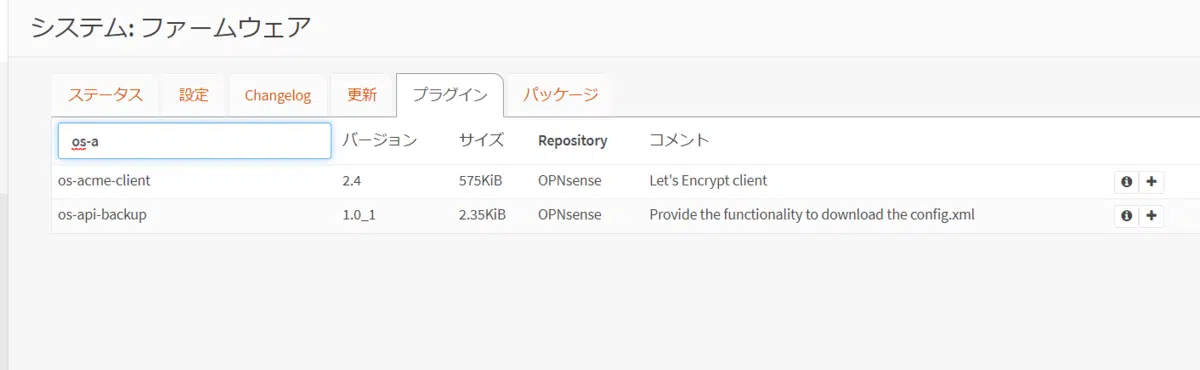 システム: ファームウェア
ステータス 設定 Changelog 更新 プラグイン パッケージ
os-a バージョン サイズ Repository コメント
os-acme-client 2.4 575KiB OPNsense Let's Encrypt client
os-api-backup 1.0_1 2.35KiB OPNsense Provide the functionality to download the config.xml